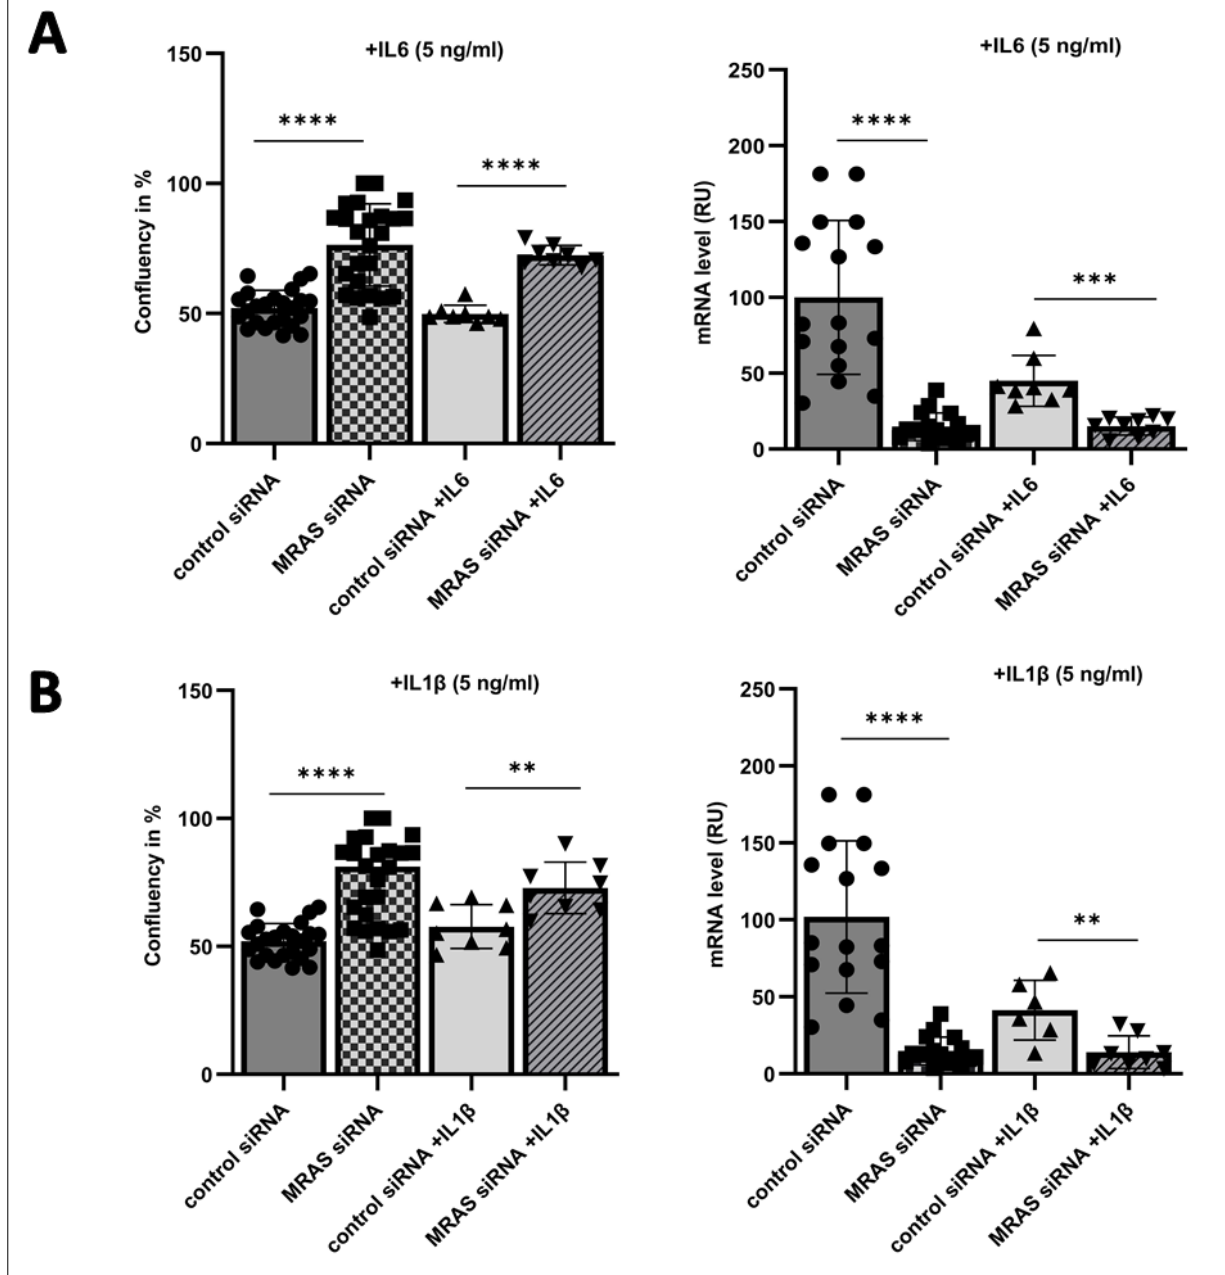 A
+IL6 (5 ng/ml)
150
100
50
0
Confluency in %
****
****
control siRNA
MRAS siRNA
control siRNA +IL6
MRAS siRNA +IL6
+IL6 (5 ng/ml)
250
200
150
100
50
0
mRNA level (RU)
****
***
control siRNA
MRAS siRNA
control siRNA +IL6
MRAS siRNA +IL6
B
+IL1β (5 ng/ml)
150
100
50
0
Confluency in %
****
**
control siRNA
MRAS siRNA
control siRNA +IL1β
MRAS siRNA +IL1β
+IL1β (5 ng/ml)
250
200
150
100
50
0
mRNA level (RU)
****
**
control siRNA
MRAS siRNA
control siRNA +IL1β
MRAS siRNA +IL1β